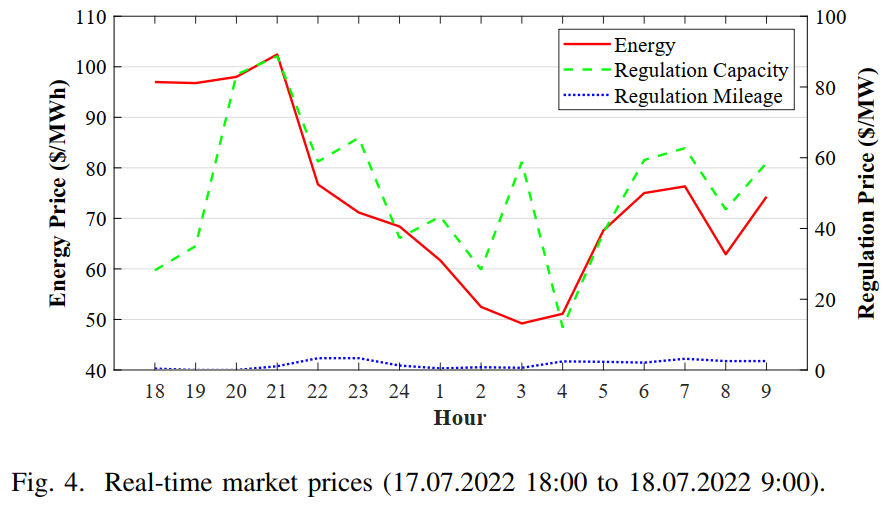 110
100
90
80
70
60
50
40
Energy Price ($/MWh)
Energy
Regulation Capacity
Regulation Mileage
100
80
60
40
20
0
Regulation Price ($/MW)
18 19 20 21 22 23 24 1 2 3 4 5 6 7 8 9
Hour
Fig. 4. Real-time market prices (17.07.2022 18:00 to 18.07.2022 9:00).